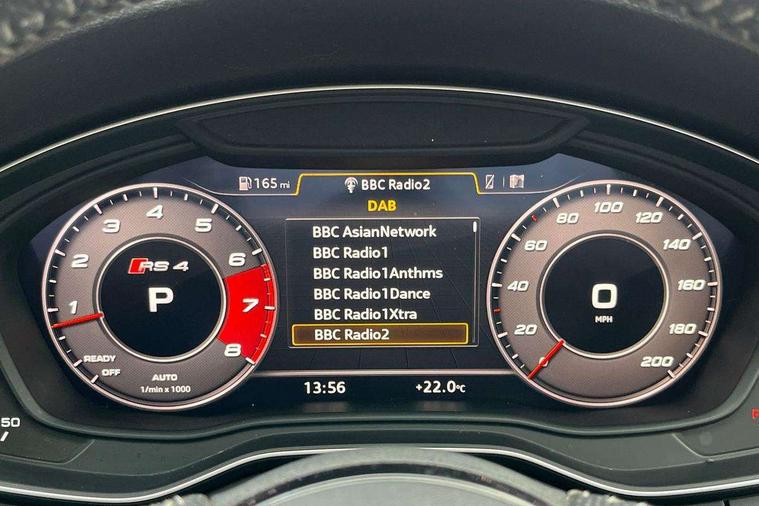 165 mi
BBC Radio2
DAB
BBC AsianNetwork
BBC Radio1
BBC Radio1Anthms
BBC Radio1Dance
BBC Radio1Xtra
BBC Radio2
13:56
+22.0°C
1
2
3
4
5
6
7
8
RS 4
P
READY
OFF
AUTO
1/min x 1000
0
20
40
60
80
100
120
140
160
180
200
0
MPH
50